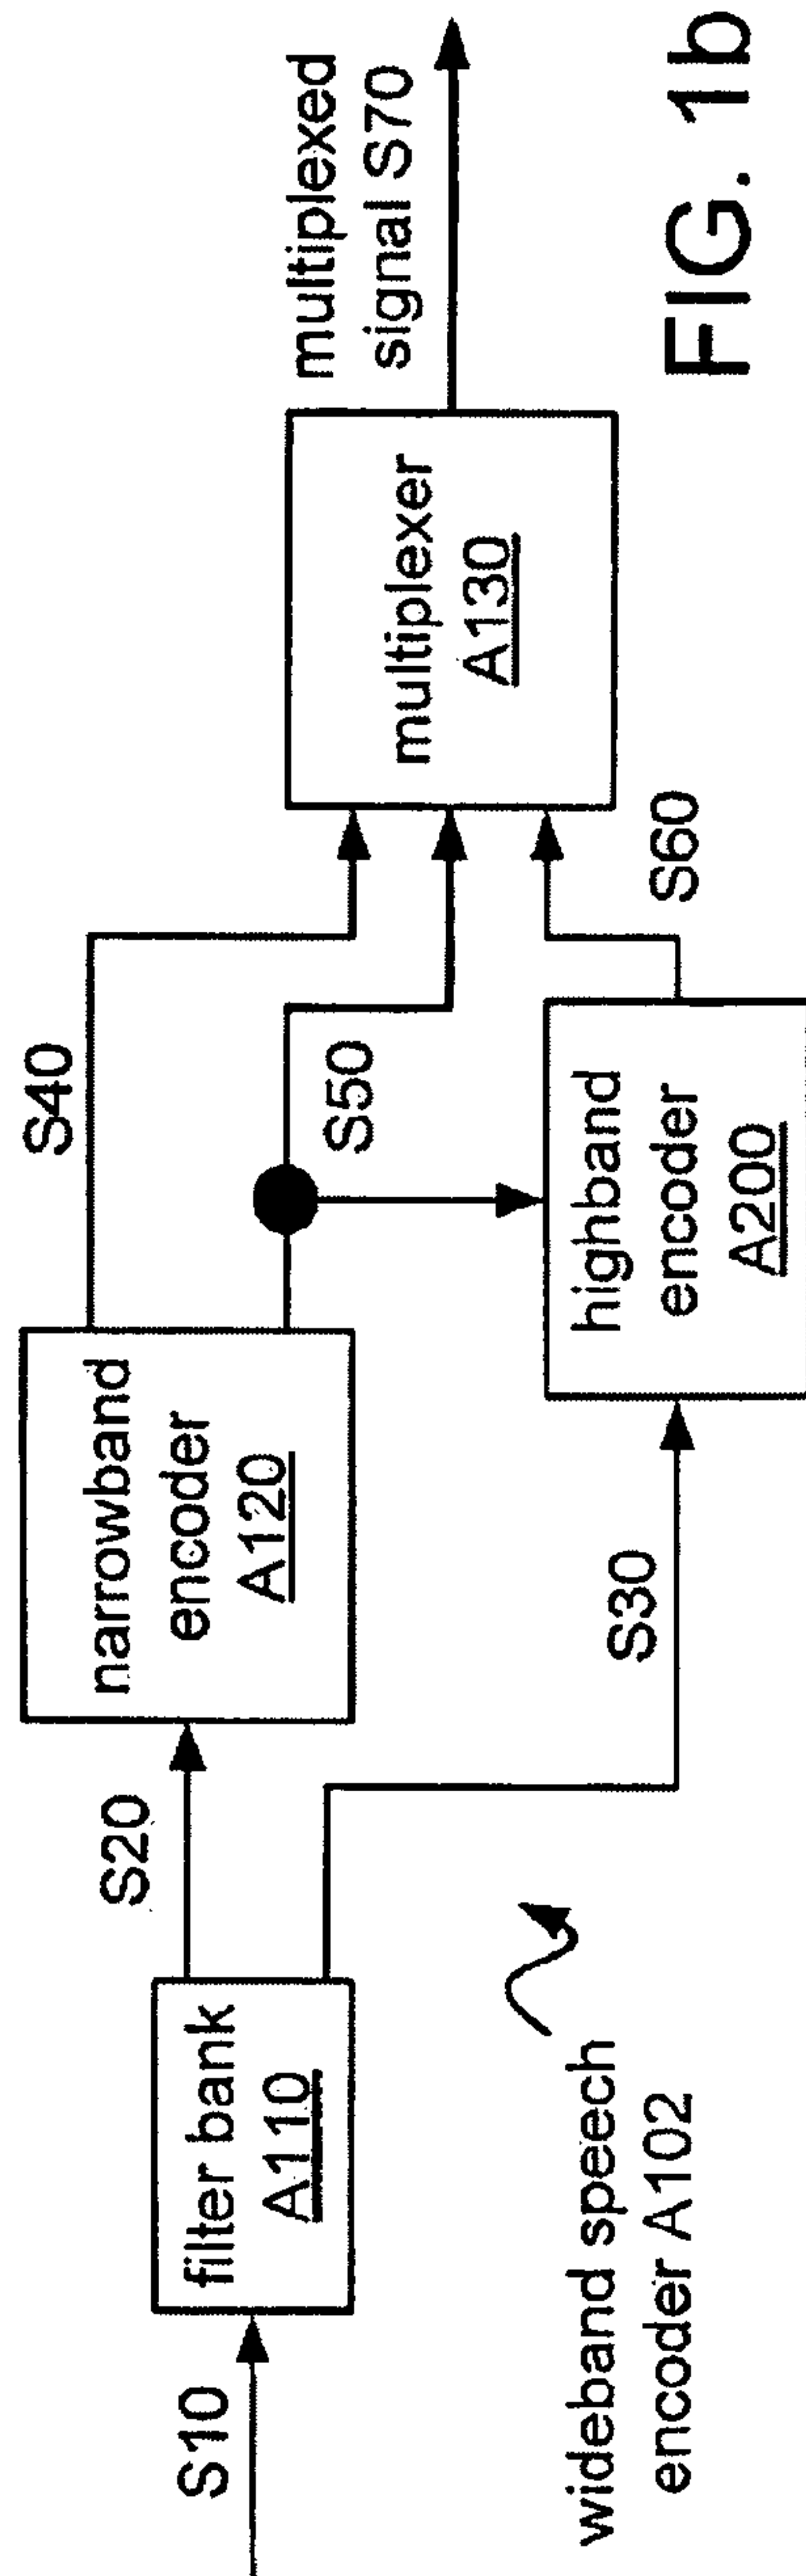 S10
filter bank
A110
S20
S30
narrowband
encoder
A120
S40
S50
highband
encoder
A200
S60
multiplexer
A130
multiplexed
signal S70
wideband speech
encoder A102
FIG. 1b